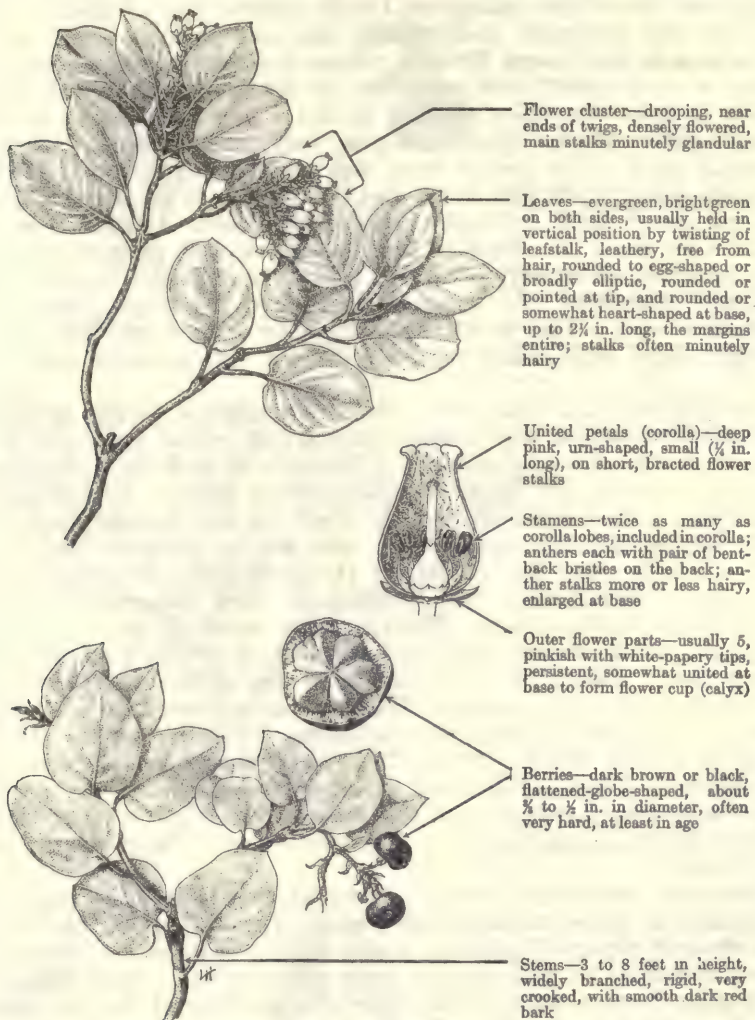 Flower cluster—drooping, near
ends of twigs, densely flowered,
main stalks minutely glandular
Leaves—evergreen, bright green
on both sides, usually held in
vertical position by twisting of
leafstalk, leathery, free from
hair, rounded to egg-shaped or
broadly elliptic, rounded or
pointed at tip, and rounded or
somewhat heart-shaped at base,
up to in. long, the margins
entire; stalks often minutely
hairy
United petals (corolla)—deep
pink, urn-shaped, small (¼ in.
long), on short, bracted flower
stalks
Stamens—twice as many as
corolla lobes, included in corolla;
anthers each with pair of bent-
back bristles on the back; an-
ther stalks more or less hairy,
enlarged at base
Outer flower parts—usually 5,
pinkish with white-papery tips,
persistent, somewhat united at
base to form flower cup (calyx)
Berries—dark brown or black,
flattened-globe-shaped, about
to ½ in. in diameter, often
very hard, at least in age
Stems—3 to 8 feet in height,
widely branched, rigid, very
crooked, with smooth dark red
bark